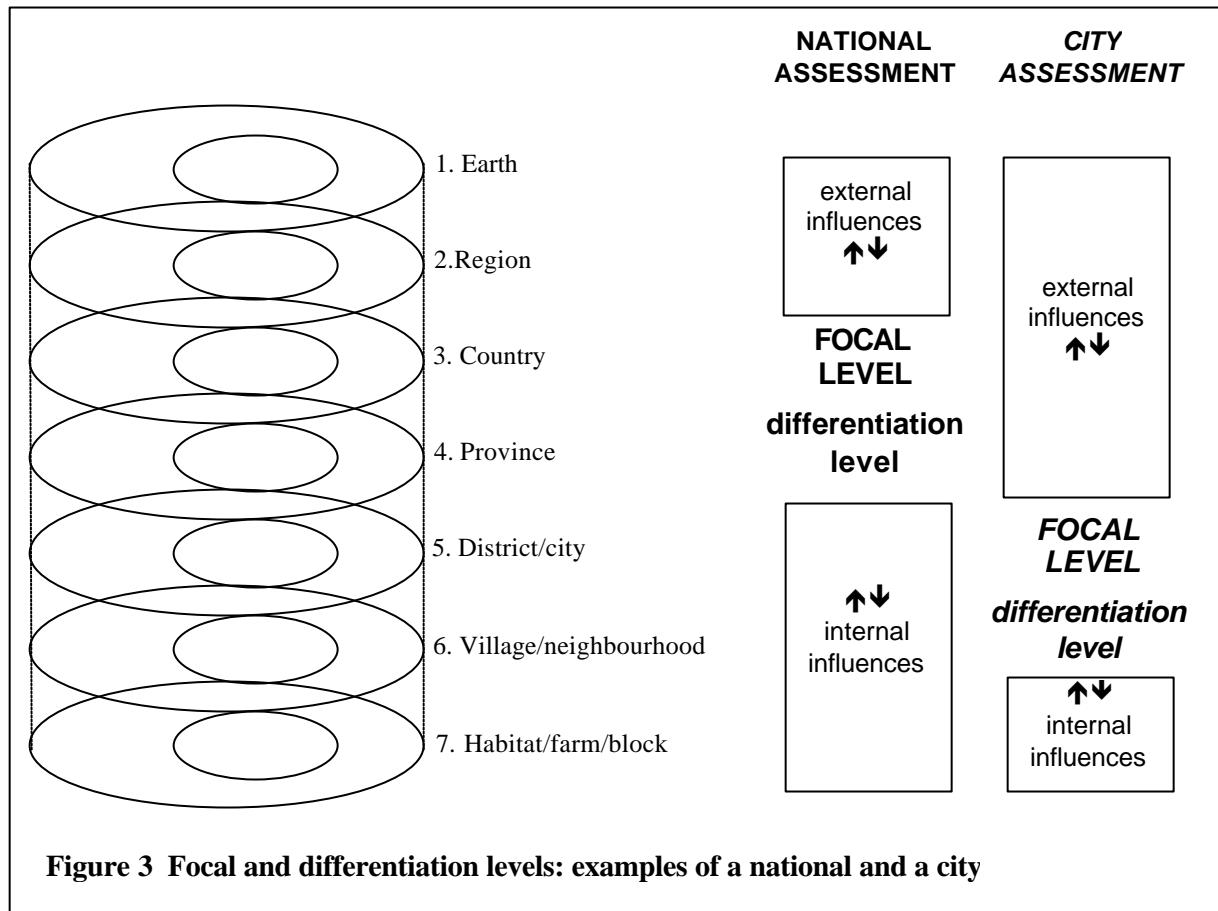 NATIONAL
ASSESSMENT
CITY
ASSESSMENT
1. Earth
2.Region
3. Country
4. Province
5. District/city
6. Village/neighbourhood
7. Habitat/farm/block
external
influences
FOCAL
LEVEL
differentiation
level
internal
influences
external
influences
FOCAL
LEVEL
differentiation
level
internal
influences
Figure 3 Focal and differentiation levels: examples of a national and a city